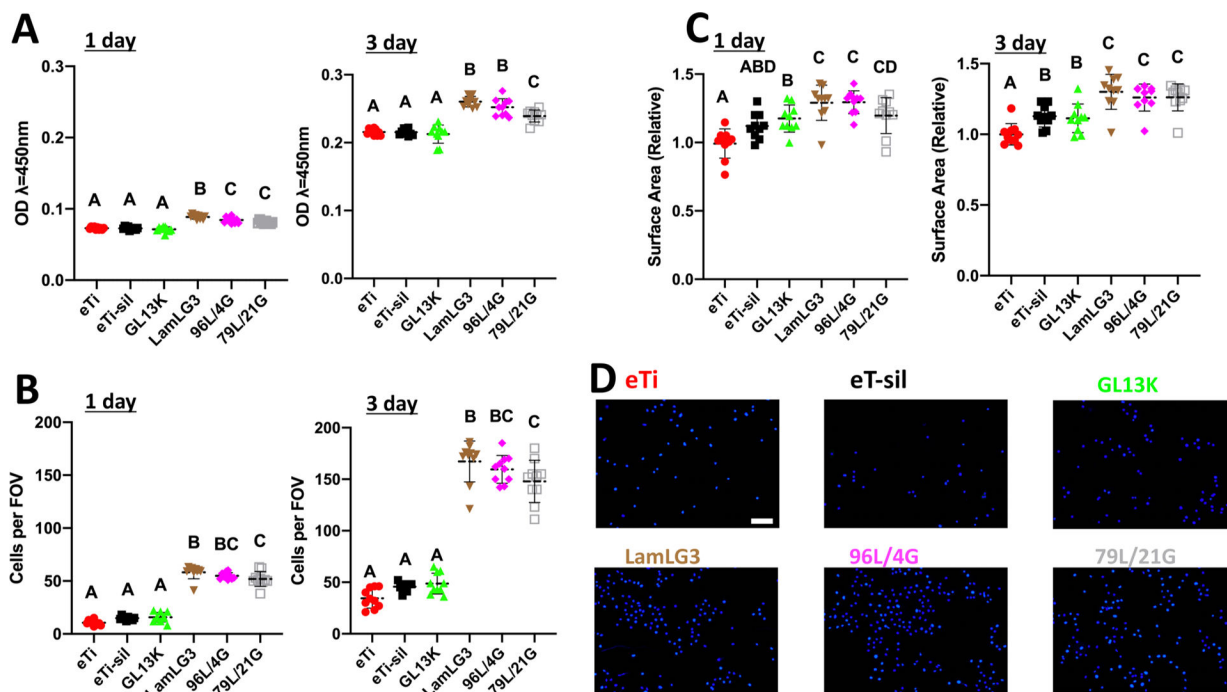 A
1 day
OD λ=450nm
0.3
0.2
0.1
0.0
A
A
A
B
C
C
eTi
eTi-sil
GL13K
LamLG3
96L/4G
79L/21G
3 day
OD λ=450nm
0.3
0.2
0.1
0.0
A
A
A
B
B
C
eTi
eTi-sil
GL13K
LamLG3
96L/4G
79L/21G
C
1 day
Surface Area (Relative)
1.5
1.0
0.5
0.0
A
ABD
B
C
C
CD
eTi
eTi-sil
GL13K
LamLG3
96L/4G
79L/21G
3 day
Surface Area (Relative)
1.5
1.0
0.5
0.0
A
B
B
C
C
C
eTi
eTi-sil
GL13K
LamLG3
96L/4G
79L/21G
B
1 day
Cells per FOV
200
150
100
50
0
A
A
A
B
BC
C
eTi
eTi-sil
GL13K
LamLG3
96L/4G
79L/21G
3 day
Cells per FOV
200
150
100
50
0
A
A
A
B
BC
C
eTi
eTi-sil
GL13K
LamLG3
96L/4G
79L/21G
D
eTi
eT-sil
GL13K
LamLG3
96L/4G
79L/21G